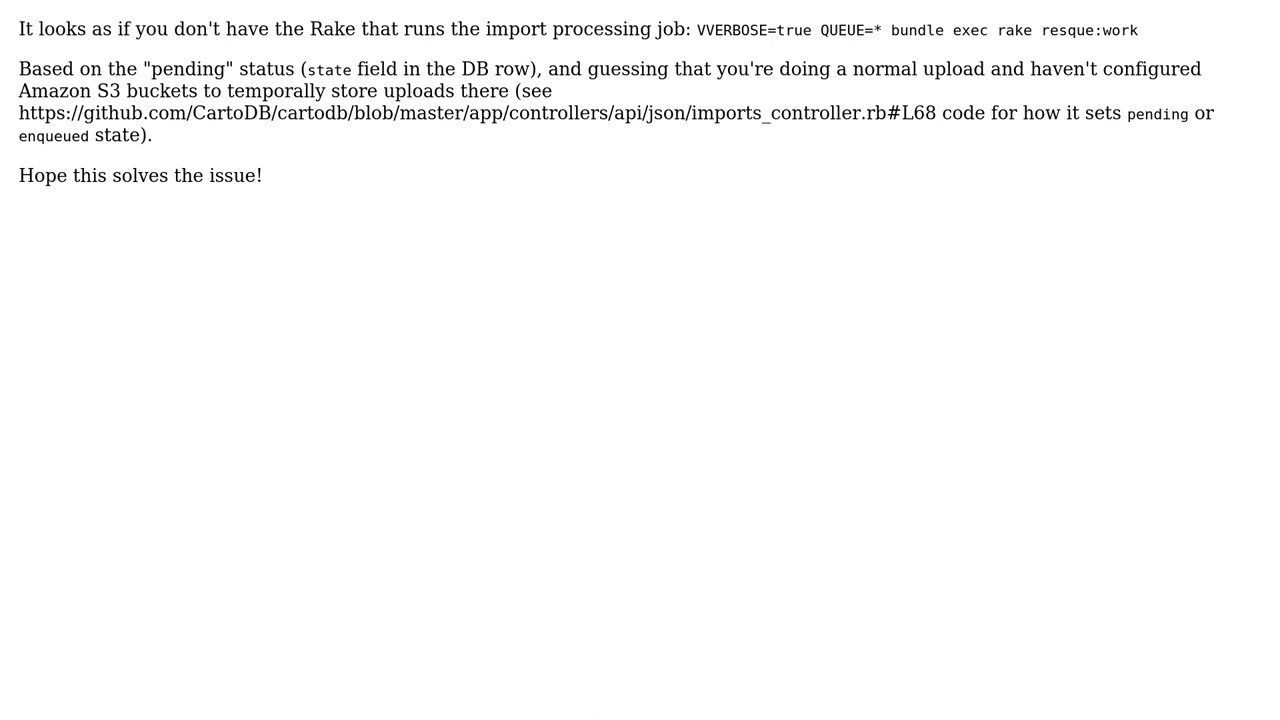 It looks as if you don't have the Rake that runs the import processing job: VVERBOSE=true QUEUE=* bundle exec rake resque:work
Based on the "pending" status (state field in the DB row), and guessing that you're doing a normal upload and haven't configured
Amazon S3 buckets to temporally store uploads there (see
https://github.com/CartoDB/cartodb/blob/master/app/controllers/api/json/imports_controller.rb#L68 code for how it sets pending or
enqueued state).
Hope this solves the issue!